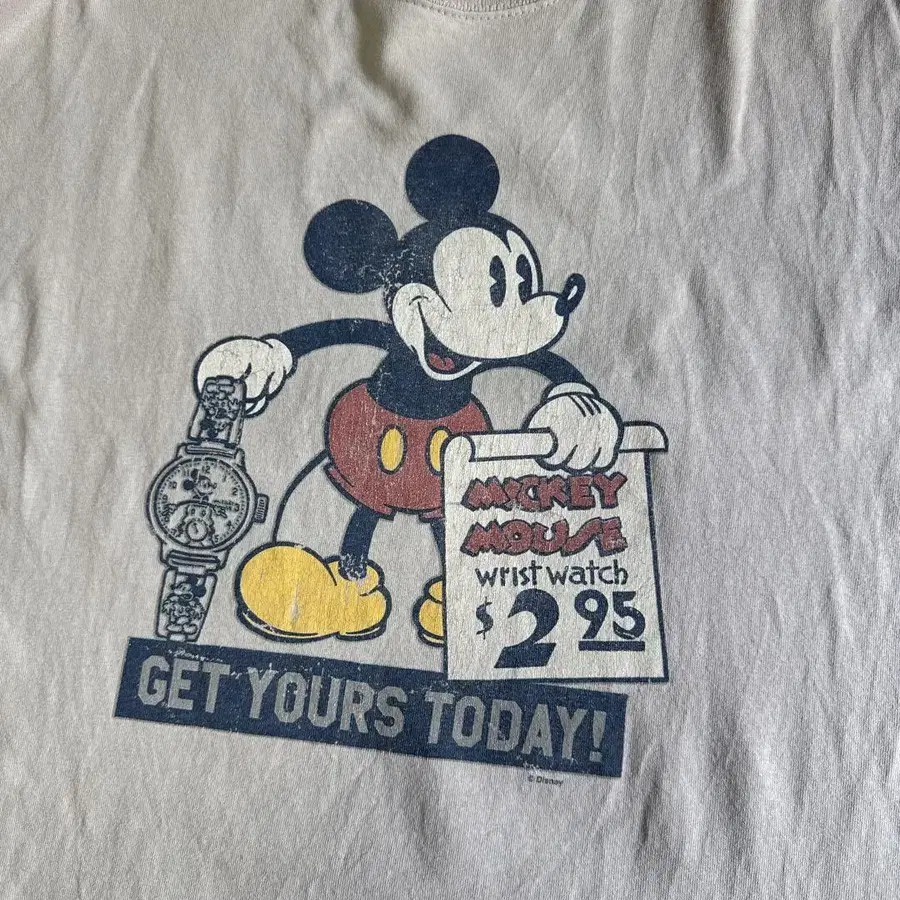 MICKEY
MOUSE
wrist watch
$2 95
GET YOURS TODAY!
© Disney